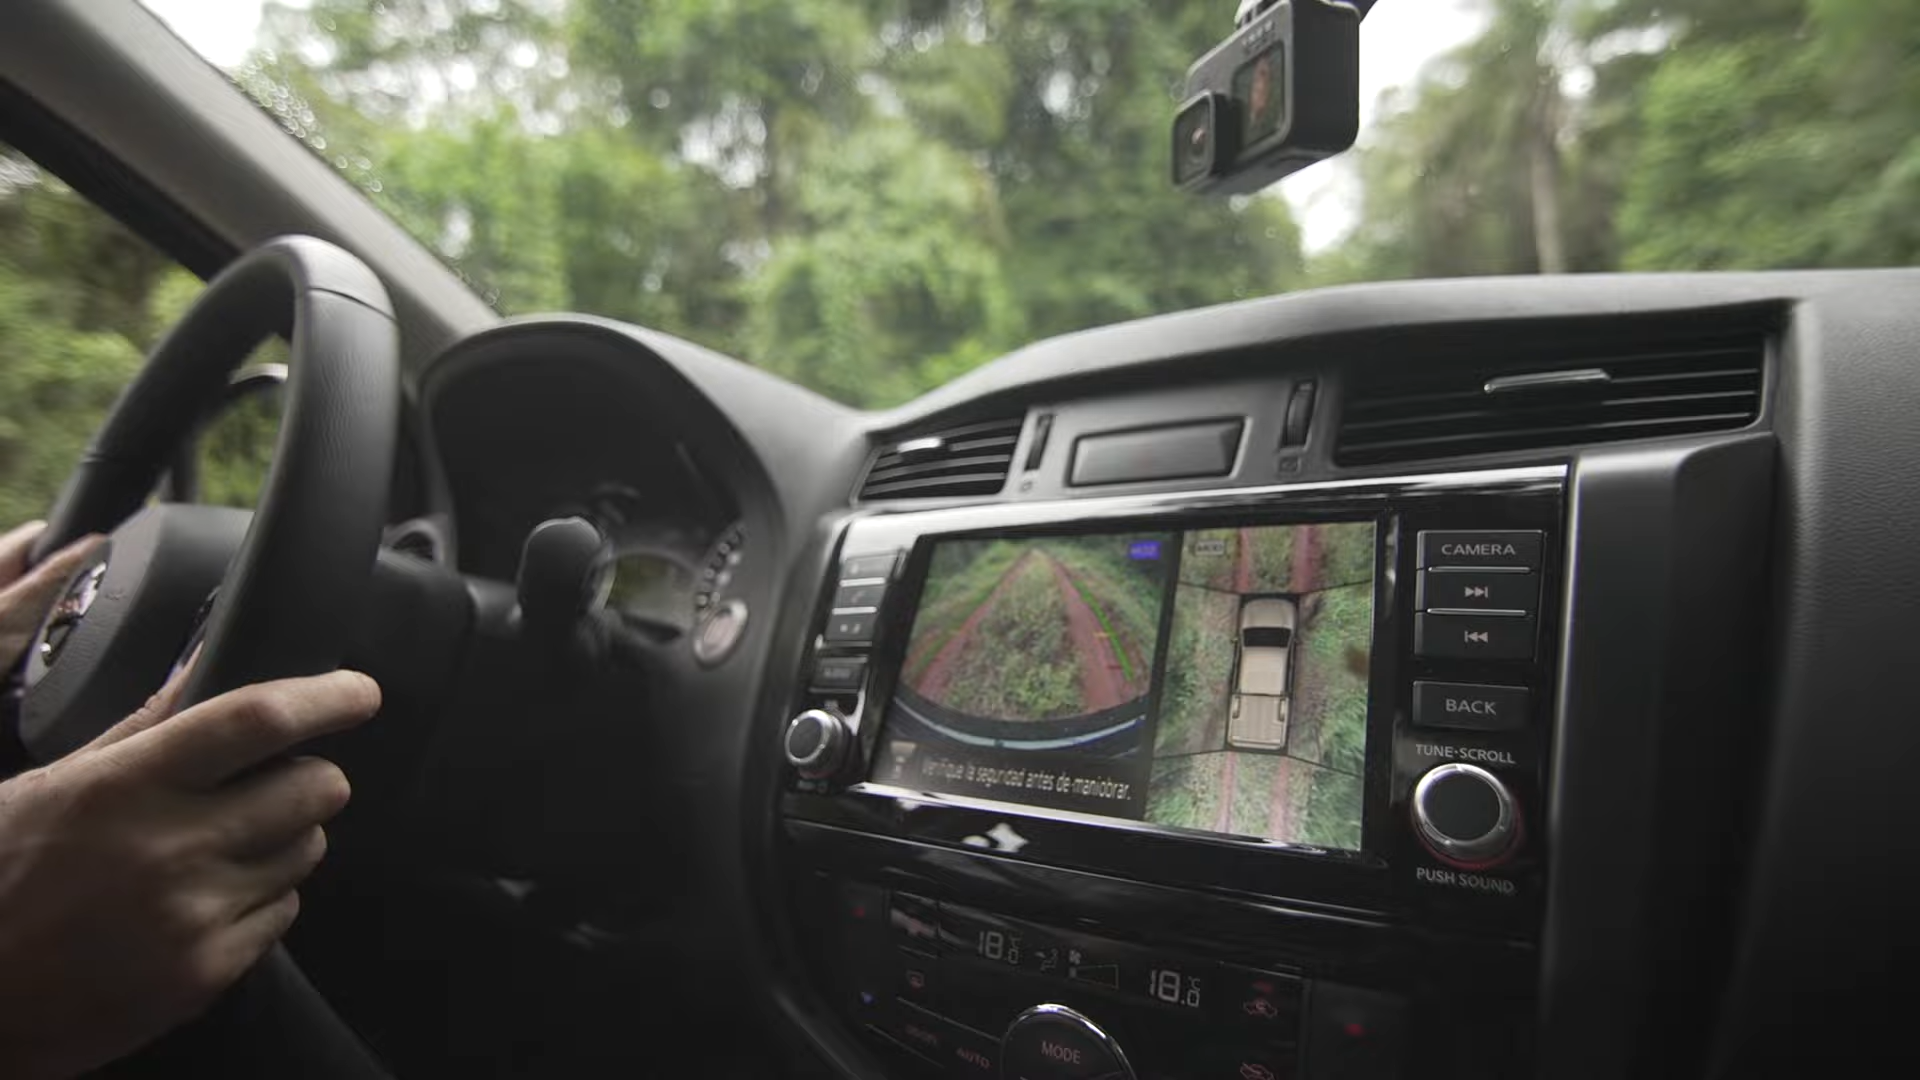 CAMERA
BACK
TUNE·SCROLL
Verifique la seguridad antes de maniobrar.
PUSH SOUND
18.0°C
18.0°C
MODE
AUTO